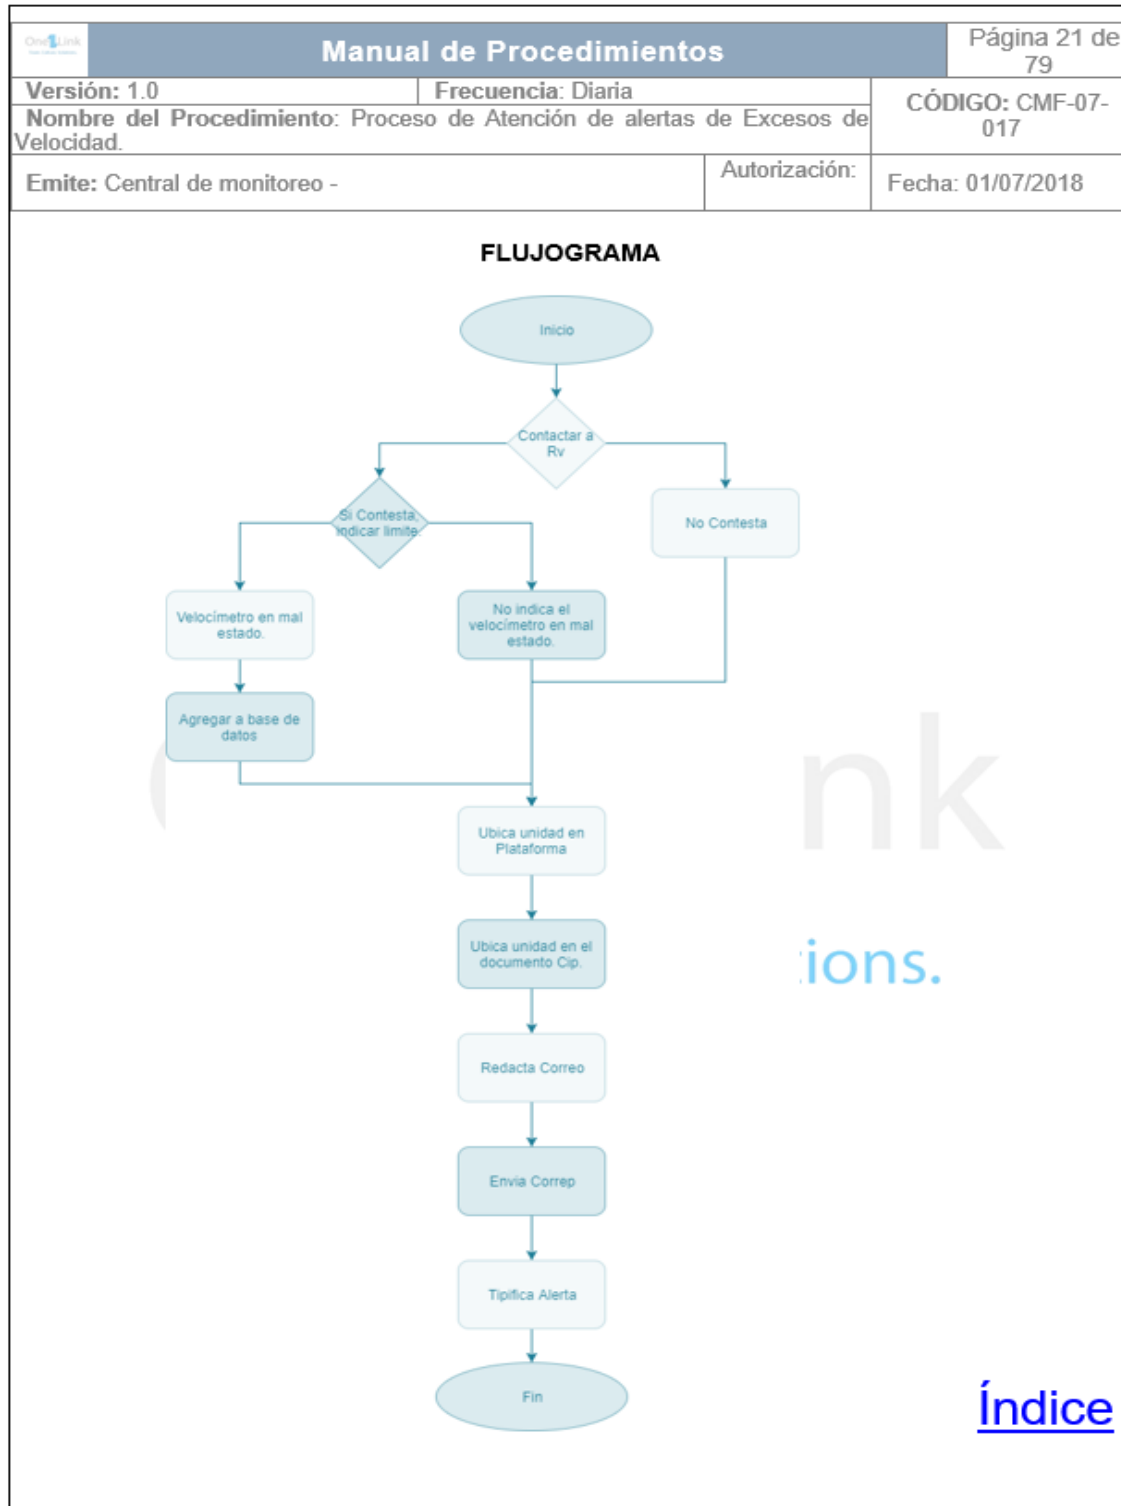 One2Link
Manual de Procedimientos
Página 21 de
79
Versión: 1.0
Frecuencia: Diaria
CÓDIGO: CMF-07-
017
Nombre del Procedimiento: Proceso de Atención de alertas de Excesos de
Velocidad.
Emite: Central de monitoreo -
Autorización:
Fecha: 01/07/2018
FLUJOGRAMA
Inicio
Contactar a
Rv
Si Contesta,
indicar limite.
No Contesta
Velocímetro en mal
estado.
No indica el
velocímetro en mal
estado.
Agregar a base de
datos
nk
Ubica unidad en
Plataforma
Ubica unidad en el
documento Cip.
ions.
Redacta Correo
Envia Correp
Tipifica Alerta
Fin
Índice